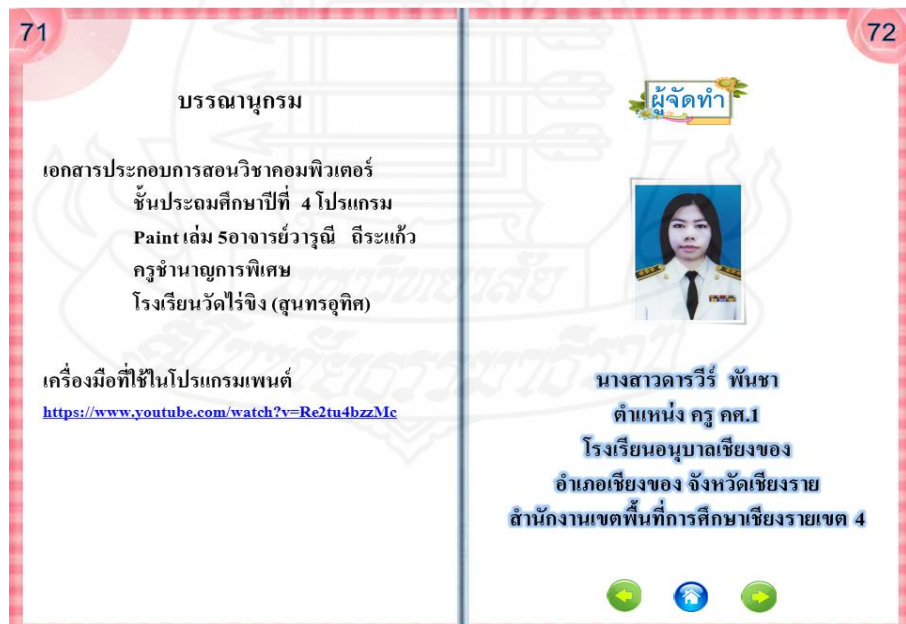 71
บรรณานุกรม
เอกสารประกอบการสอนวิชาคอมพิวเตอร์
ชั้นประถมศึกษาปีที่ 4 โปรแกรม
Paint เล่ม 5อาจารย์วารุณี ถีระแก้ว
ครูชำนาญการพิเศษ
โรงเรียนวัดไร่ขิง (สุนทรอุทิศ)
เครื่องมือที่ใช้ในโปรแกรมเพนต์
https://www.youtube.com/watch?v=Re2tu4bzzMc
72
ผู้จัดทำ
นางสาวดารวีร์ พันชา
ตำแหน่ง ครู คศ.1
โรงเรียนอนุบาลเชียงของ
อำเภอเชียงของ จังหวัดเชียงราย
สำนักงานเขตพื้นที่การศึกษาเชียงรายเขต 4